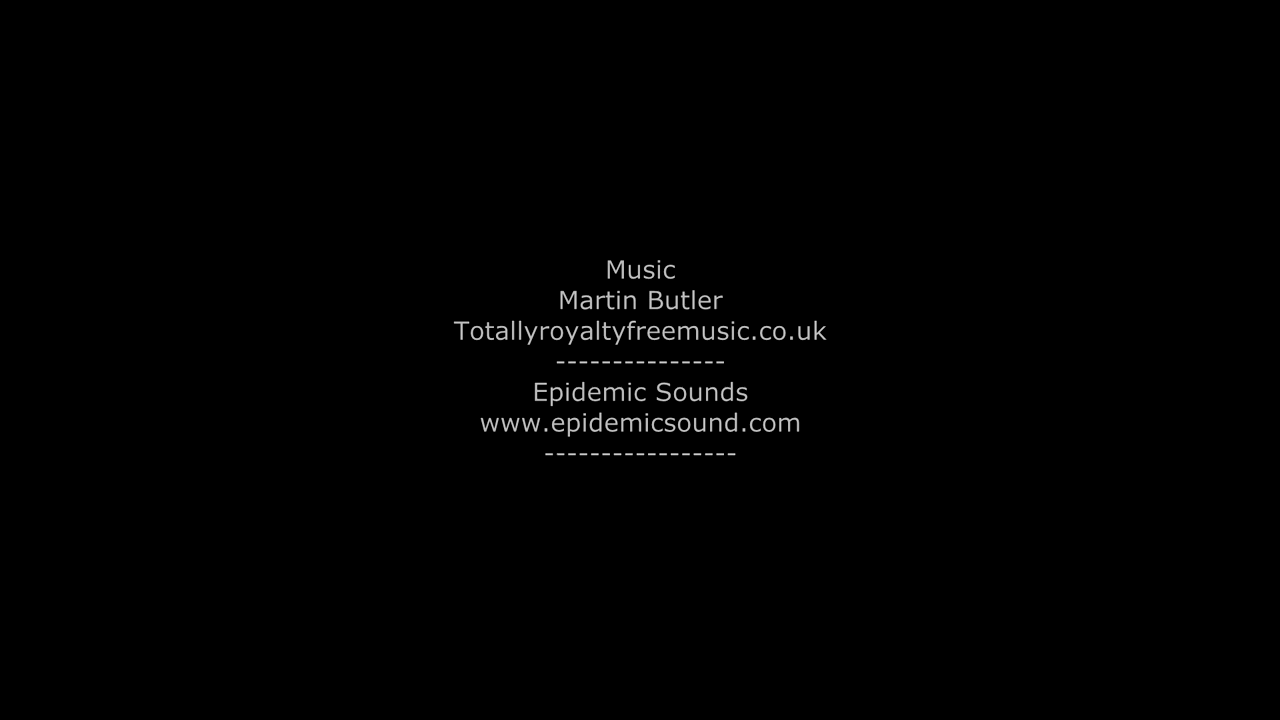 Music
Martin Butler
Totallyroyaltyfreemusic.co.uk
---------------
Epidemic Sounds
www.epidemicsound.com
-----------------